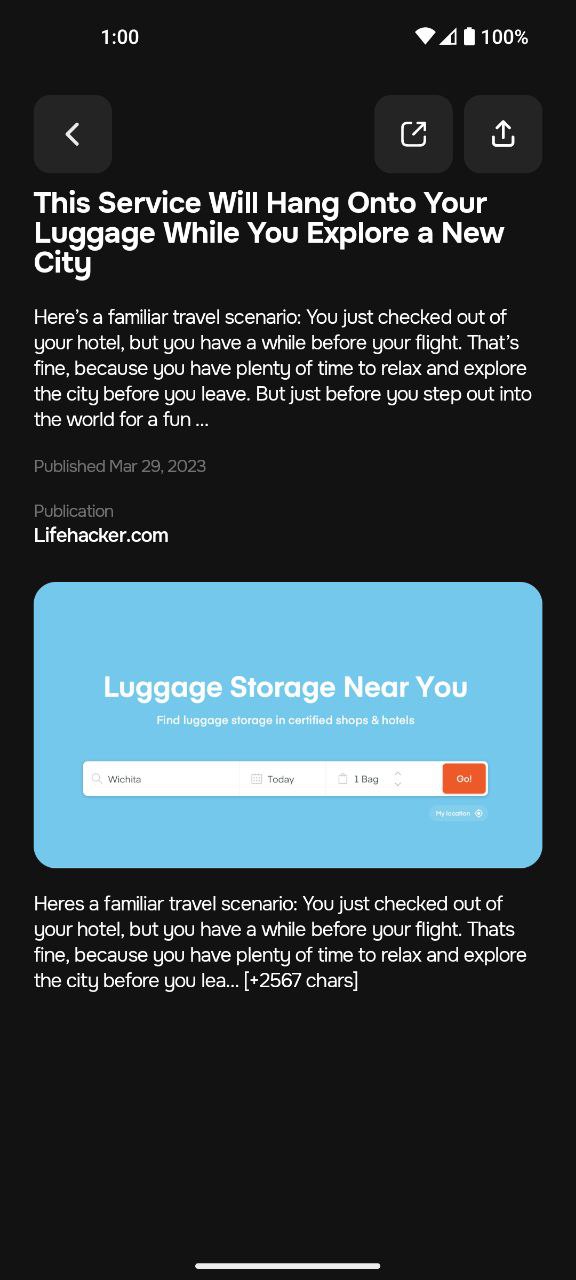 1:00
100%
This Service Will Hang Onto Your
Luggage While You Explore a New
City
Here’s a familiar travel scenario: You just checked out of
your hotel, but you have a while before your flight. That’s
fine, because you have plenty of time to relax and explore
the city before you leave. But just before you step out into
the world for a fun …
Published Mar 29, 2023
Publication
Lifehacker.com
Luggage Storage Near You
Find luggage storage in certified shops & hotels
Wichita Today 1 Bag Go!
My location
Heres a familiar travel scenario: You just checked out of
your hotel, but you have a while before your flight. Thats
fine, because you have plenty of time to relax and explore
the city before you lea… [+2567 chars]